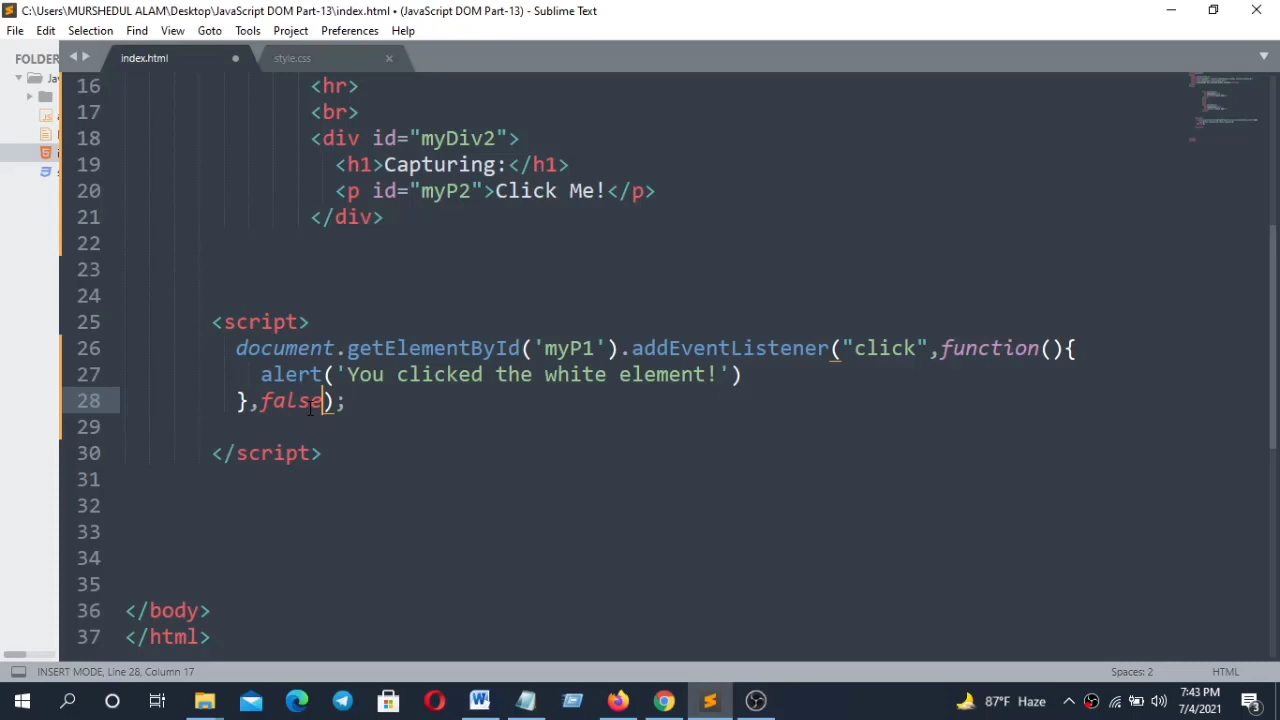 C:\Users\MURSHEDUL ALAM\Desktop\JavaScript DOM Part-13\index.html • (JavaScript DOM Part-13) - Sublime Text
File Edit Selection Find View Goto Tools Project Preferences Help
FOLDER index.html style.css
16 <hr>
17 <br>
18 <div id="myDiv2">
19 <h1>Capturing:</h1>
20 <p id="myP2">Click Me!</p>
21 </div>
22
23
24
25 <script>
26 document.getElementById('myP1').addEventListener("click",function(){
27 alert('You clicked the white element!')
28 },false);
29
30 </script>
31
32
33
34
35
36 </body>
37 </html>
INSERT MODE, Line 28, Column 17 Spaces: 2 HTML
87°F Haze 7:43 PM
7/4/2021
3